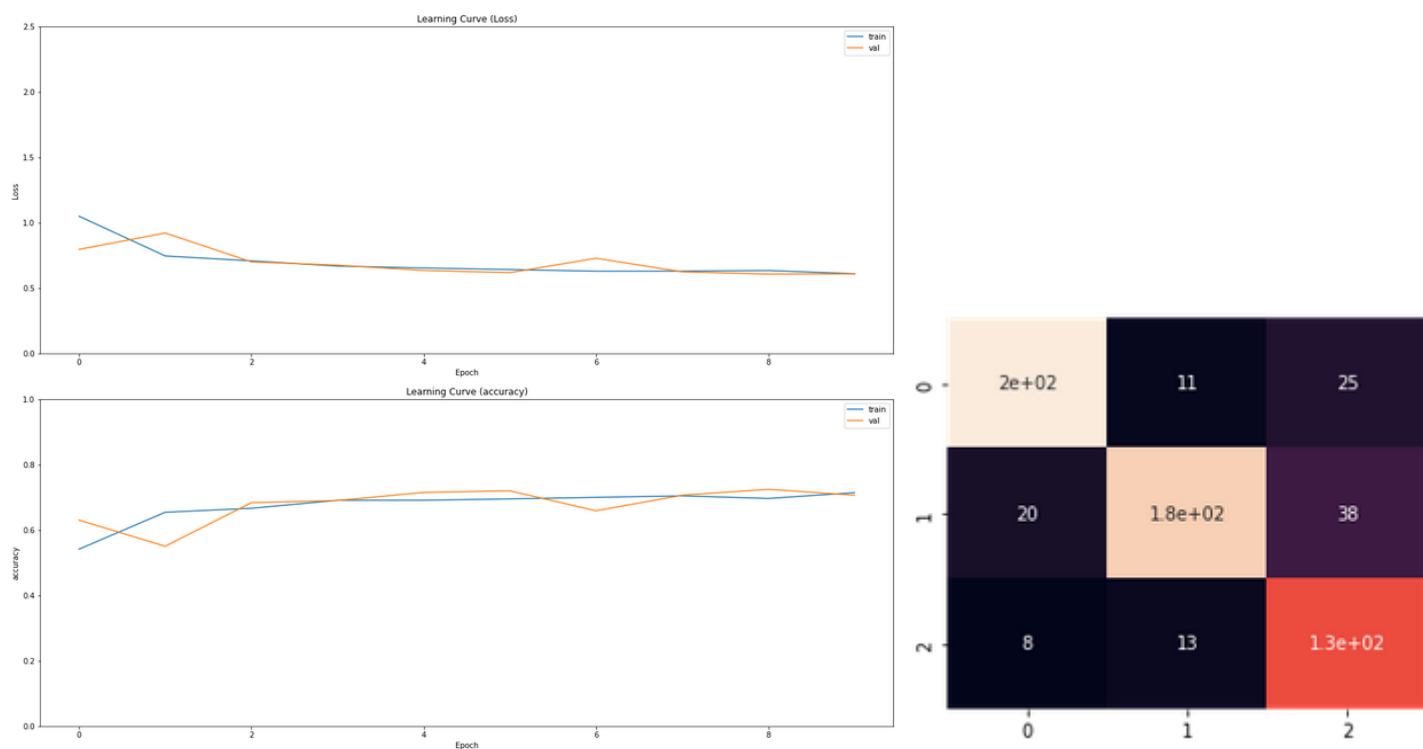 Learning Curve (Loss)
train
val
2.5
2.0
1.5
1.0
0.5
0.0
Loss
0 2 4 6 8
Epoch
Learning Curve (accuracy)
train
val
1.0
0.8
0.6
0.4
0.2
0.0
accuracy
0 2 4 6 8
Epoch
0 2e+02 11 25
1 20 1.8e+02 38
2 8 13 1.3e+02
0 1 2